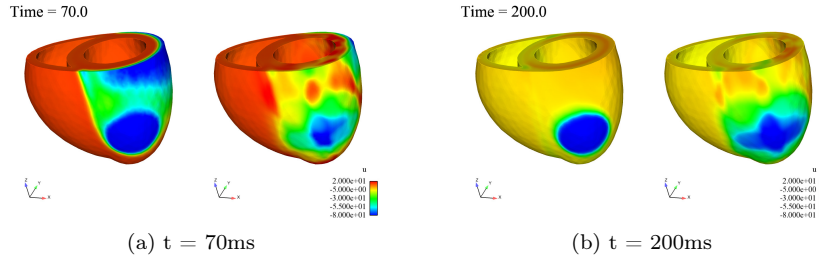 Time = 70.0
Time = 200.0
Z Y X
Z Y X
u
2.000e+01
-5.000e+00
-3.000e+01
-5.500e+01
-8.000e+01
Z Y X
Z Y X
u
2.000e+01
-5.000e+00
-3.000e+01
-5.500e+01
-8.000e+01
(a) t = 70ms
(b) t = 200ms